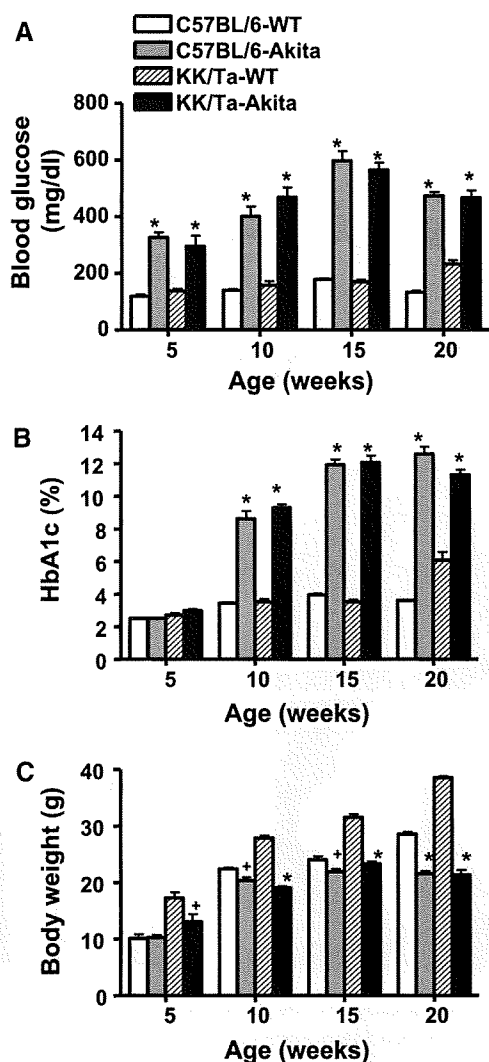 A
C57BL/6-WT
C57BL/6-Akita
KK/Ta-WT
KK/Ta-Akita
Blood glucose
(mg/dl)
800
600
400
200
0
* * * * * * * *
5 10 15 20
Age (weeks)
B
HbA1c (%)
14
12
10
8
6
4
2
0
* * * * * *
5 10 15 20
Age (weeks)
C
Body weight (g)
40
30
20
10
0
+ + * + * * *
5 10 15 20
Age (weeks)